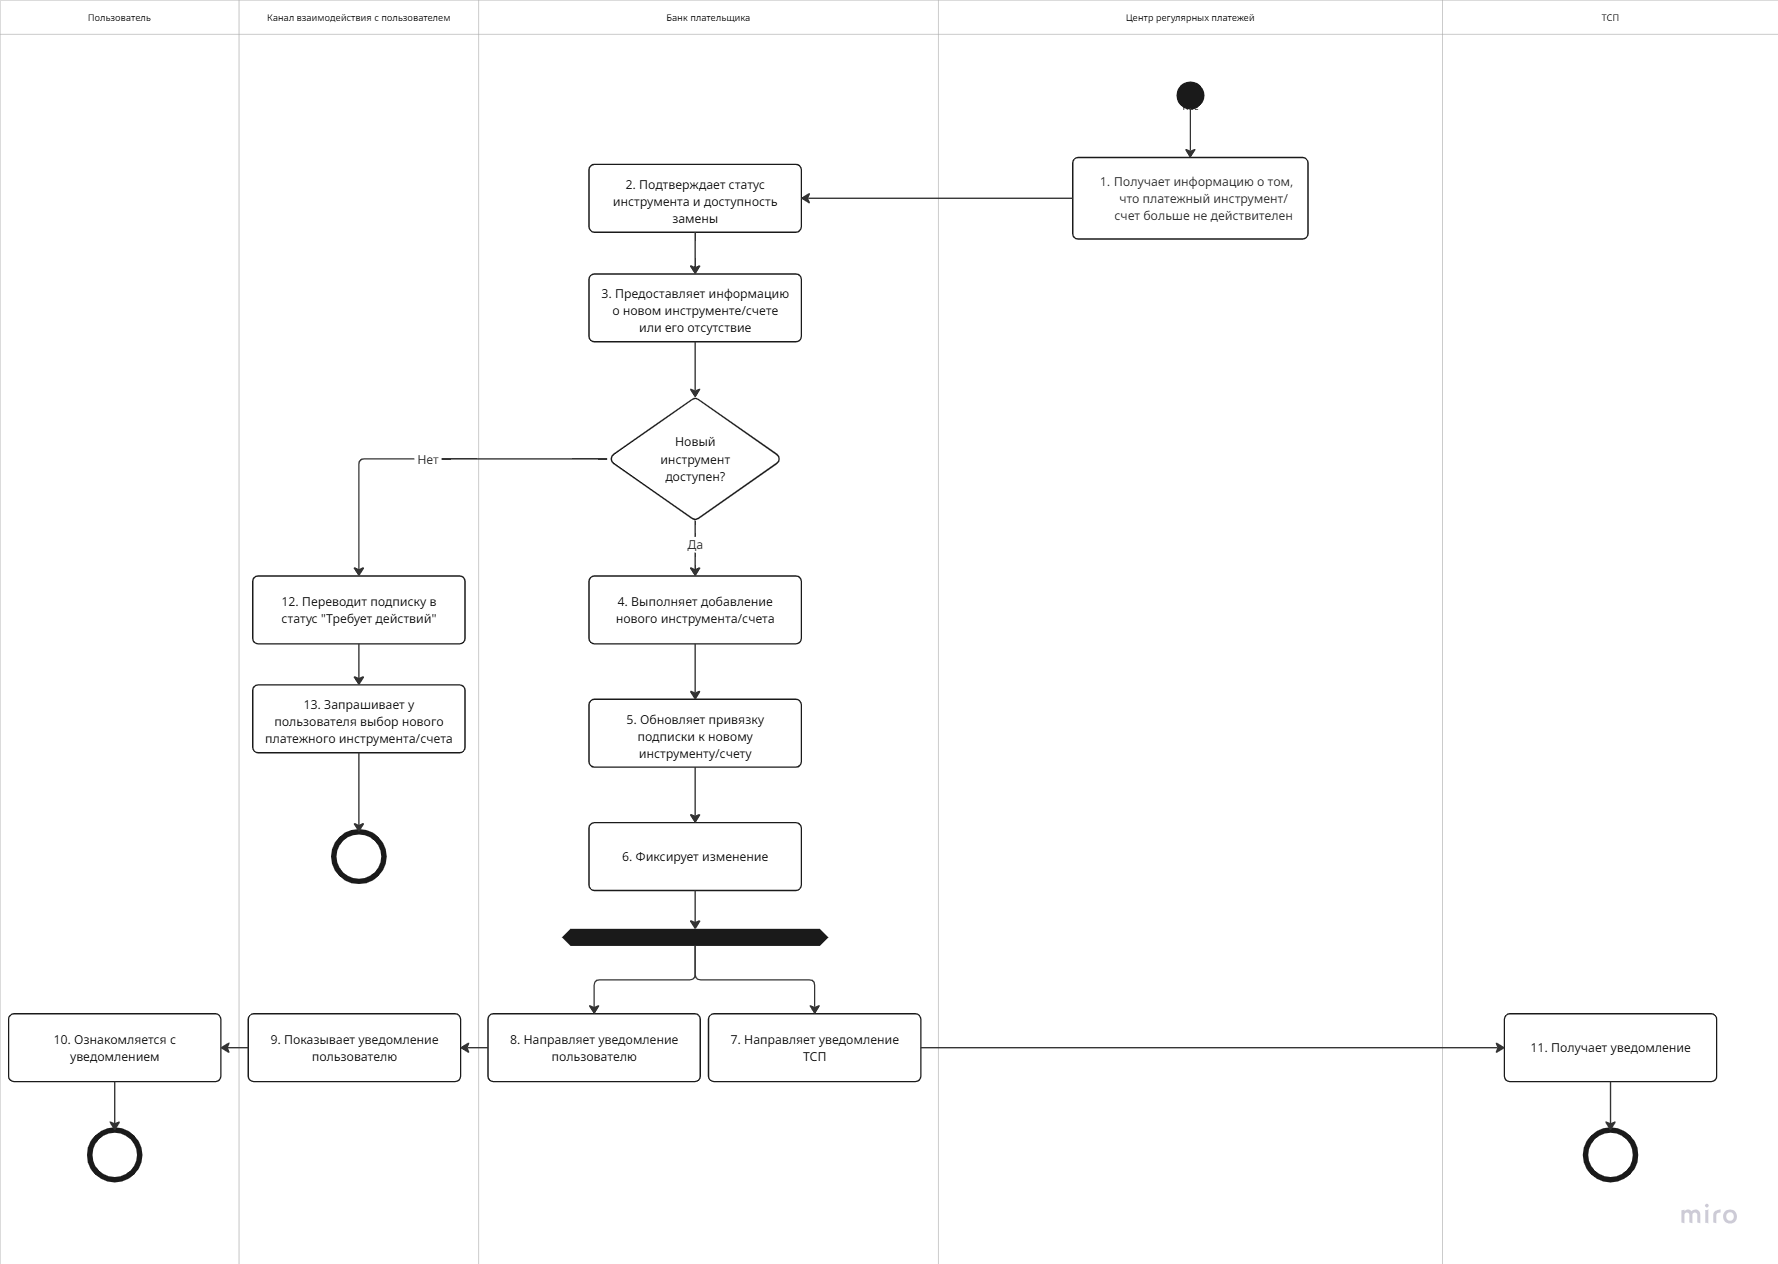 Пользователь
Канал взаимодействия с пользователем
Банк плательщика
Центр регулярных платежей
ТСП
1. Получает информацию о том,
что платежный инструмент/
счет больше не действителен
2. Подтверждает статус
инструмента и доступность
замены
3. Предоставляет информацию
о новом инструменте/счете
или его отсутствие
Новый
инструмент
доступен?
Нет
Да
12. Переводит подписку в
статус "Требует действий"
4. Выполняет добавление
нового инструмента/счета
13. Запрашивает у
пользователя выбор нового
платежного инструмента/счета
5. Обновляет привязку
подписки к новому
инструменту/счету
6. Фиксирует изменение
10. Ознакомляется с
уведомлением
9. Показывает уведомление
пользователю
8. Направляет уведомление
пользователю
7. Направляет уведомление
ТСП
11. Получает уведомление
miro